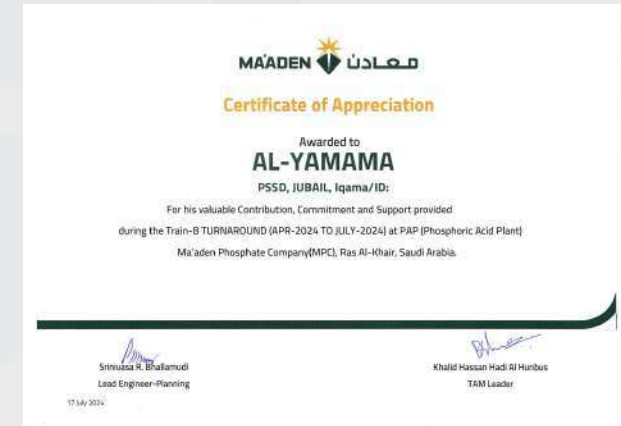 MA'ADEN معادن
Certificate of Appreciation
Awarded to
AL-YAMAMA
PSSD, JUBAIL, Iqama/ID:
For his valuable Contribution, Commitment and Support provided
during the Train-B TURNAROUND (APR-2024 TO JULY-2024) at PAP (Phosphoric Acid Plant)
Ma'aden Phosphate Company(MPC), Ras Al-Khair, Saudi Arabia.
Srinivasa R. Bhallamudi
Lead Engineer-Planning
Khalid Hassan Hadi Al Hunbus
TAM Leader
17 July 2024